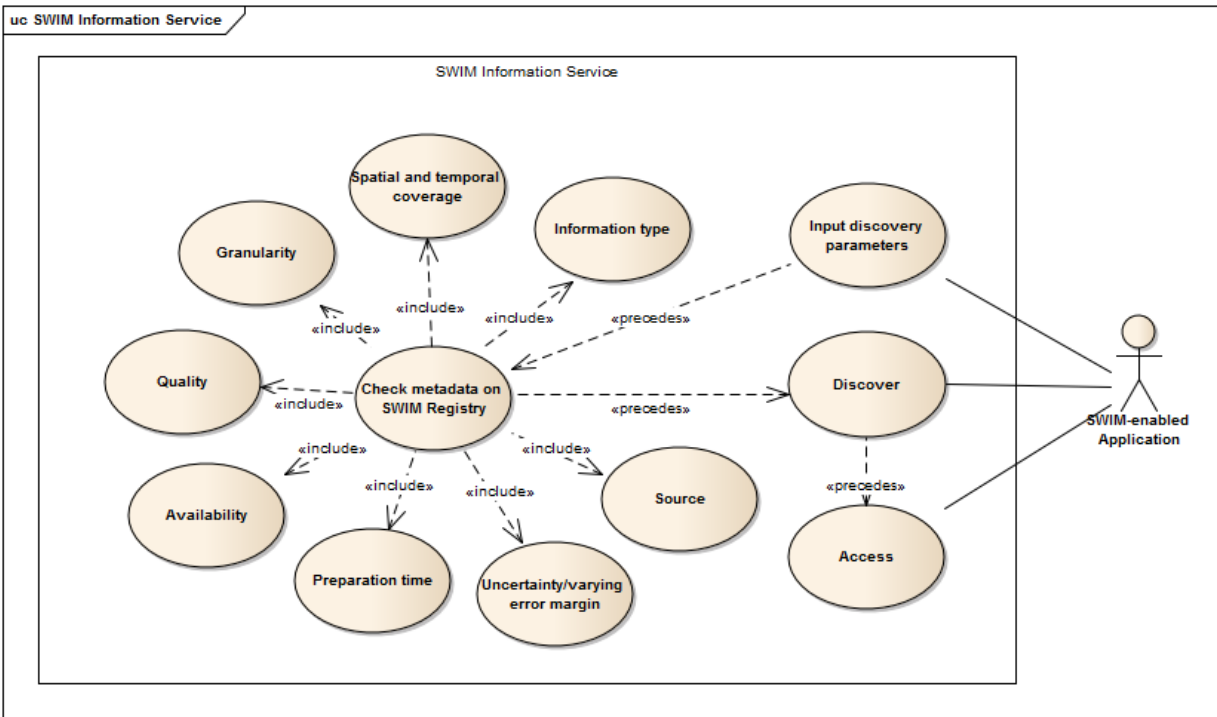 uc SWIM Information Service
SWIM Information Service
Spatial and temporal
coverage
Information type
Input discovery
parameters
Granularity
«include»
«include»
«include»
«precedes»
Quality
Check metadata on
SWIM Registry
Discover
«include»
«precedes»
SWIM-enabled
Application
«include»
«include»
«include»
«include»
«precedes»
Source
Availability
Access
Preparation time
Uncertainty/varying
error margin